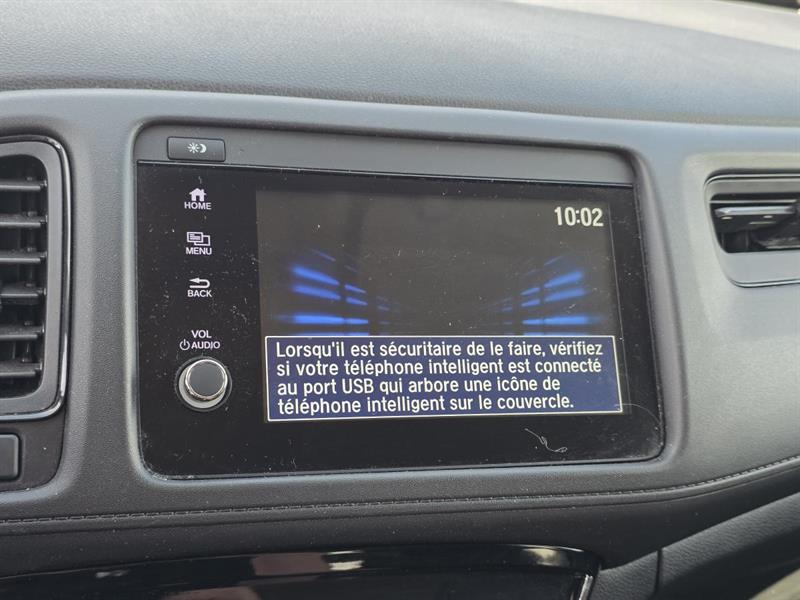 HOME
10:02
MENU
BACK
VOL
AUDIO
Lorsqu'il est sécuritaire de le faire, vérifiez
si votre téléphone intelligent est connecté
au port USB qui arbore une icône de
téléphone intelligent sur le couvercle.